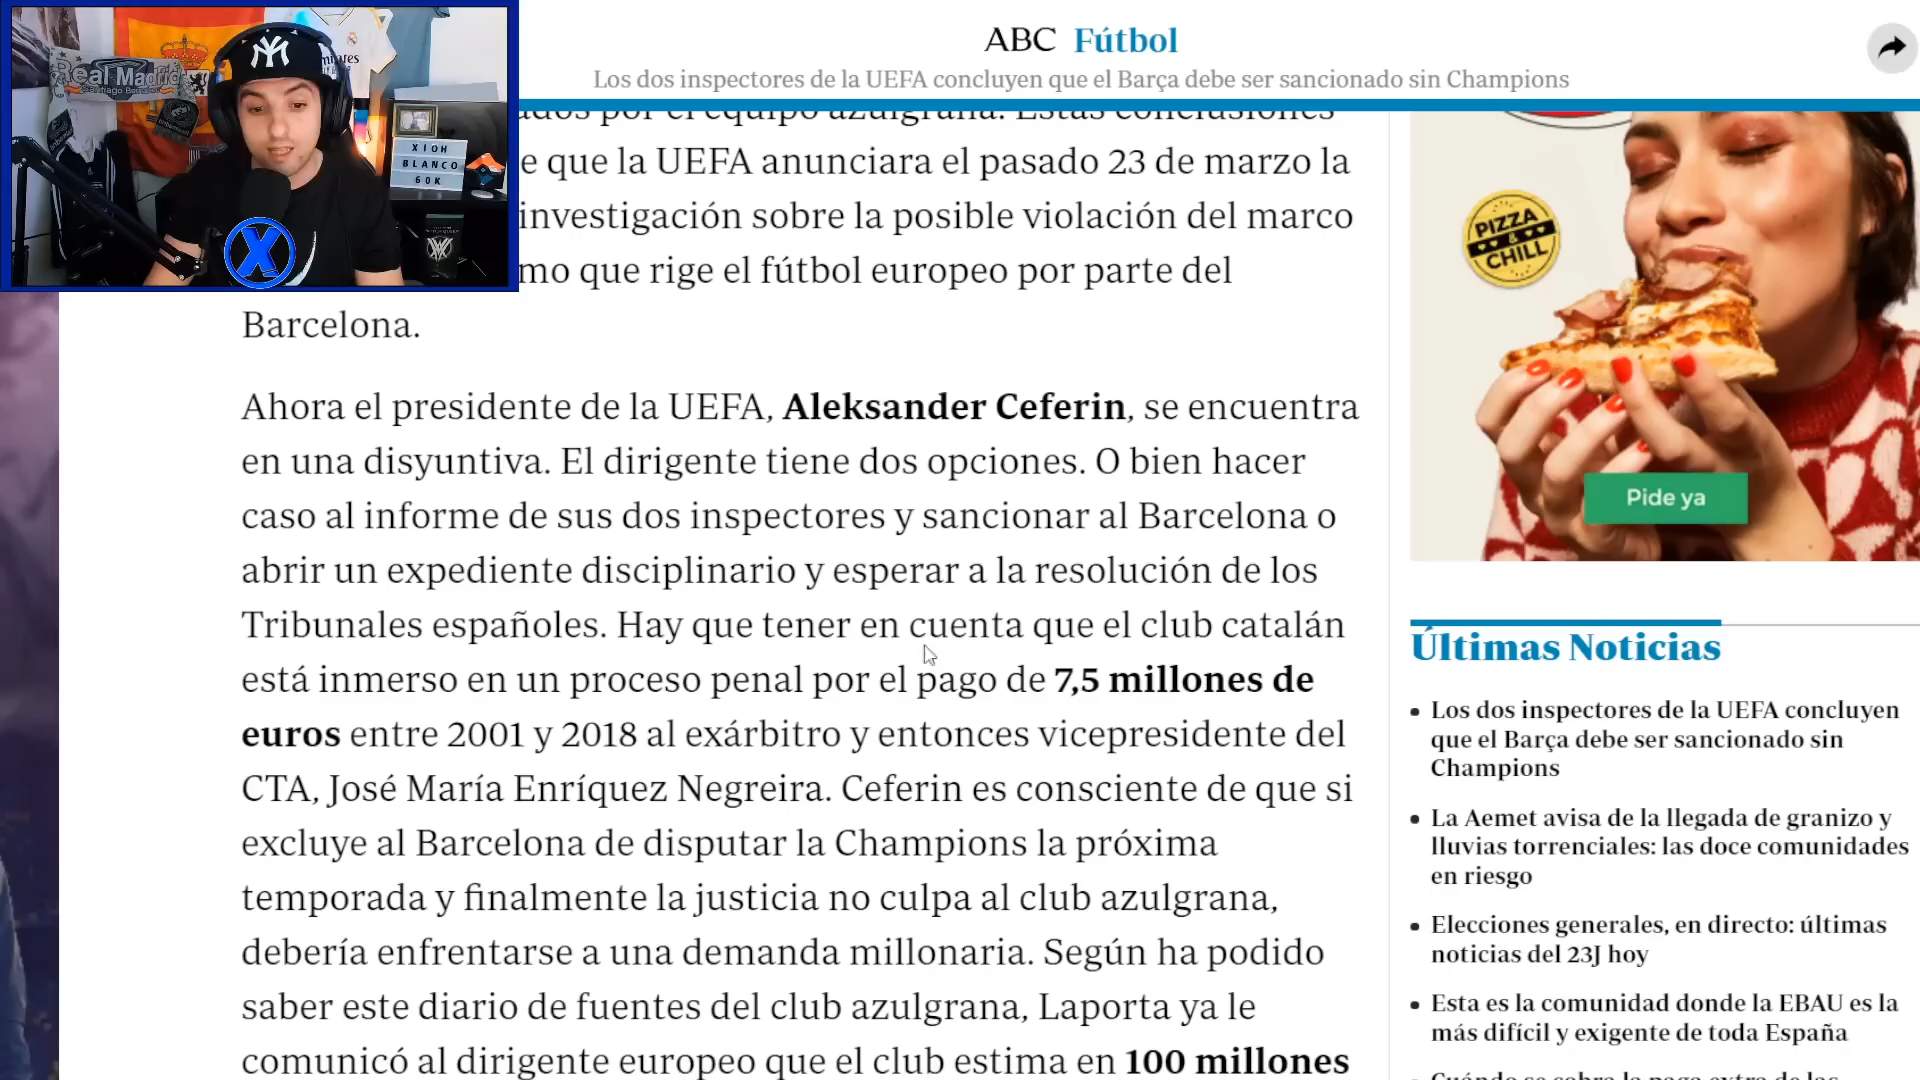 ABC Fútbol
Los dos inspectores de la UEFA concluyen que el Barça debe ser sancionado sin Champions
Real Madrid
XIOH
BLANCO
60K
X
por el equipo azulgrana. Estas conclusiones
e que la UEFA anunciara el pasado 23 de marzo la
investigación sobre la posible violación del marco
mo que rige el fútbol europeo por parte del
Barcelona.
Ahora el presidente de la UEFA, Aleksander Ceferin, se encuentra
en una disyuntiva. El dirigente tiene dos opciones. O bien hacer
caso al informe de sus dos inspectores y sancionar al Barcelona o
abrir un expediente disciplinario y esperar a la resolución de los
Tribunales españoles. Hay que tener en cuenta que el club catalán
está inmerso en un proceso penal por el pago de 7,5 millones de
euros entre 2001 y 2018 al exárbitro y entonces vicepresidente del
CTA, José María Enríquez Negreira. Ceferin es consciente de que si
excluye al Barcelona de disputar la Champions la próxima
temporada y finalmente la justicia no culpa al club azulgrana,
debería enfrentarse a una demanda millonaria. Según ha podido
saber este diario de fuentes del club azulgrana, Laporta ya le
comunicó al dirigente europeo que el club estima en 100 millones
PIZZA
&
CHILL
Pide ya
Últimas Noticias
Los dos inspectores de la UEFA concluyen
que el Barça debe ser sancionado sin
Champions
La Aemet avisa de la llegada de granizo y
lluvias torrenciales: las doce comunidades
en riesgo
Elecciones generales, en directo: últimas
noticias del 23J hoy
Esta es la comunidad donde la EBAU es la
más difícil y exigente de toda España